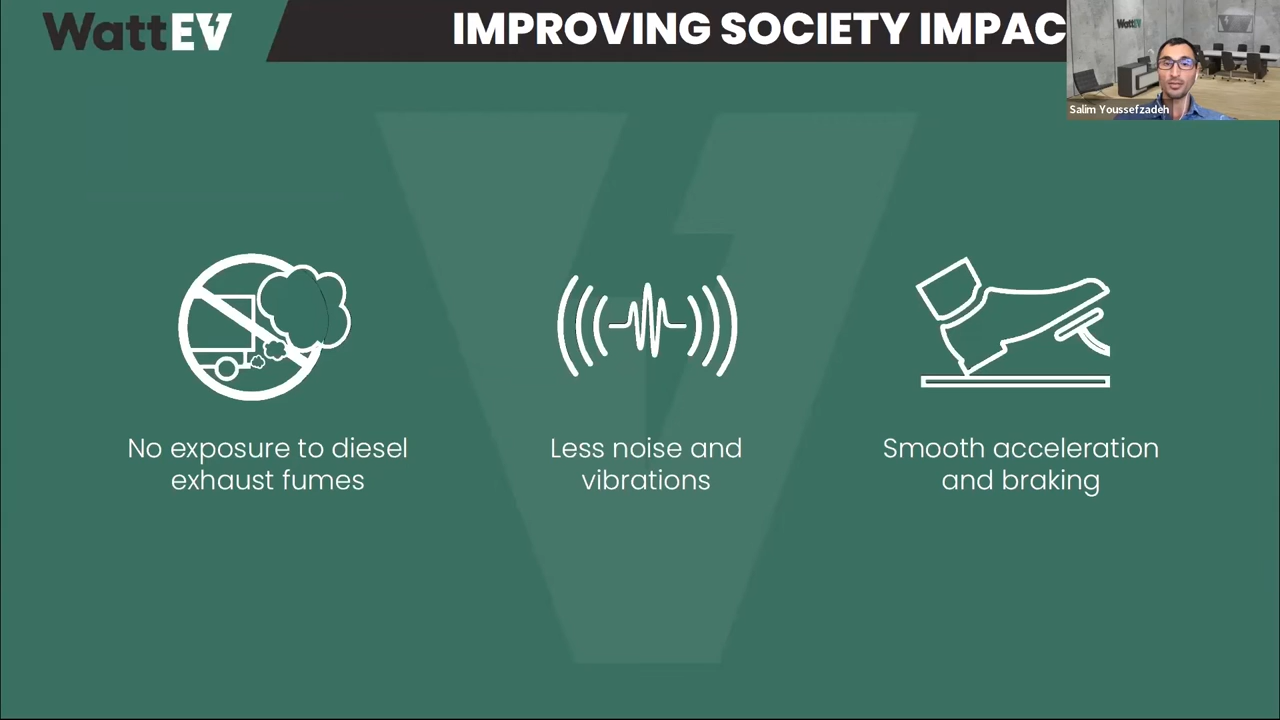 WattEV
IMPROVING SOCIETY IMPAC
WattEV
Salim Youssefzadeh
No exposure to diesel
exhaust fumes
Less noise and
vibrations
Smooth acceleration
and braking